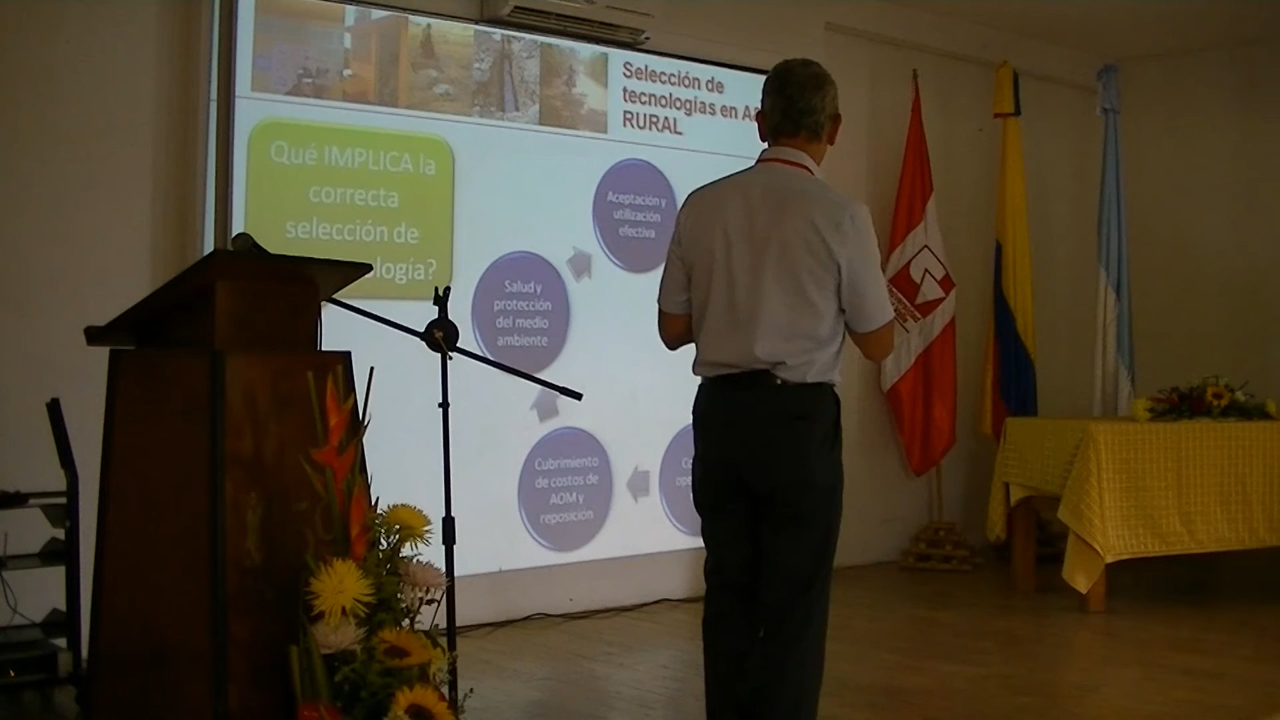 Selección de
tecnologías en
RURAL
Qué IMPLICA la
correcta
selección de
ología?
Aceptación y
utilización
efectiva
Salud y
protección
del medio
ambiente
Cubrimiento
de costos de
AOM y
reposición